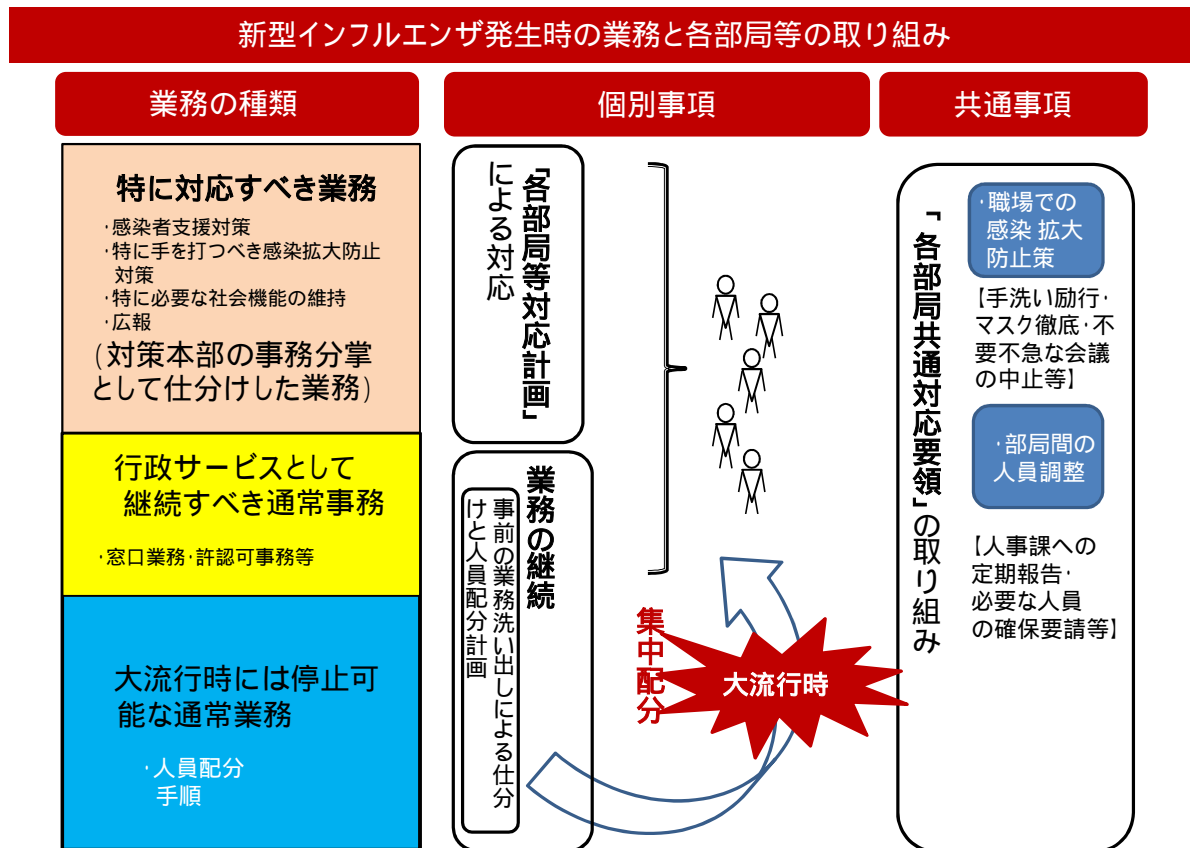 新型インフルエンザ発生時の業務と各部局等の取り組み
業務の種類
個別事項
共通事項
特に対応すべき業務
・感染者支援対策
・特に手を打つべき感染拡大防止
対策
・特に必要な社会機能の維持
・広報
(対策本部の事務分掌
として仕分けした業務)
行政サービスとして
継続すべき通常事務
・窓口業務・許認可事務等
大流行時には停止可
能な通常業務
・人員配分
手順
「各部局等対応計画」
による対応
業務の継続
事前の業務洗い出しによる仕分
けと人員配分計画
集中配分
大流行時
「各部局共通対応要領」の取り組み
・職場での
感染 拡大
防止策
【手洗い励行・
マスク徹底・不
要不急な会議
の中止等】
・部局間の
人員調整
【人事課への
定期報告・
必要な人員
の確保要請等】